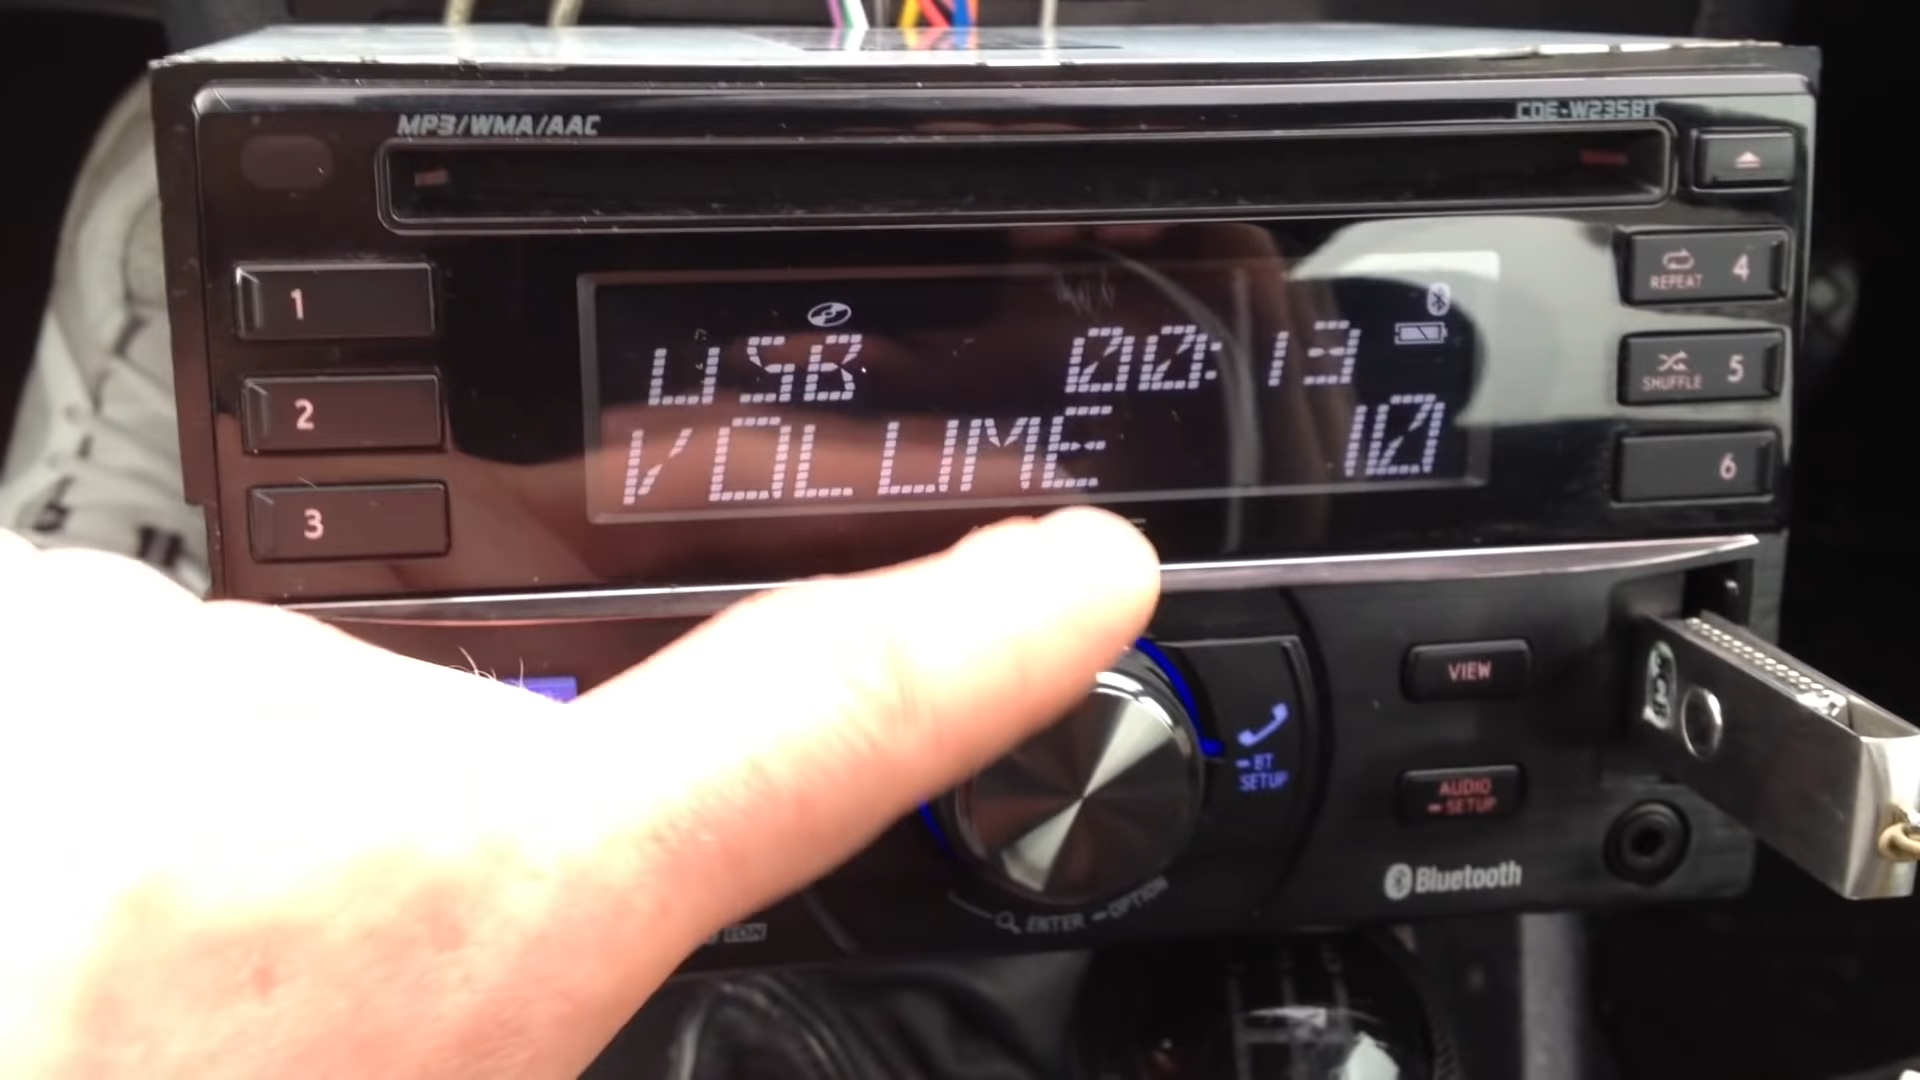 MP3/WMA/AAC
CDE-W235BT
1
2
3
USB 00:13
VOLUME 10
REPEAT 4
SHUFFLE 5
6
VIEW
BT
SETUP
AUDIO
SETUP
ENTER OPTION
Bluetooth
EON